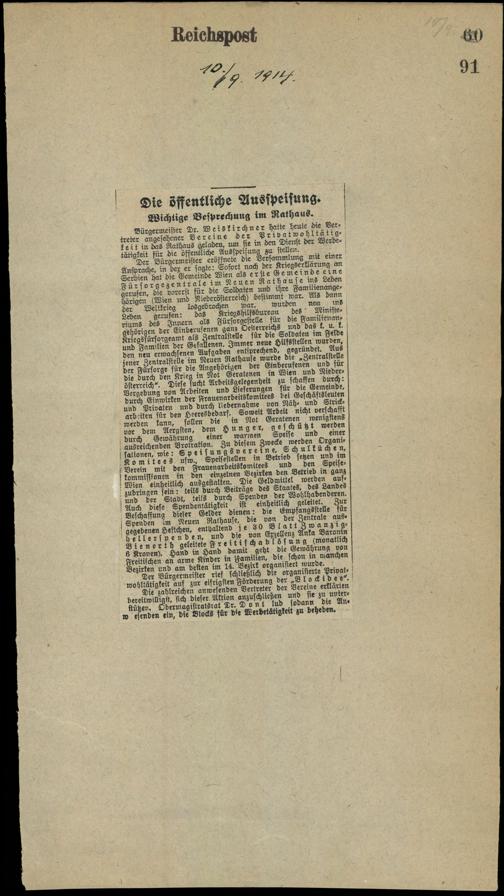 Reichspost
60
91
10./9. 1914.
Die öffentliche Ausspeisung.
Wichtige Besprechung im Rathaus.
Bürgermeister Dr. Weiskirchner hatte heute die Ver-
treter angesehener Vereine der Privatwohltätig-
keit in das Rathaus geladen, um sie in den Dienst der Werbe-
tätigkeit für die öffentliche Ausspeisung zu stellen.
Der Bürgermeister eröffnete die Versammlung mit einer
Ansprache, in der er sagte: Sofort nach der Kriegserklärung an
Serbien hat die Gemeinde Wien als erste Gemeinde eine
Fürsorgezentrale im Neuen Rathause ins Leben
gerufen, die vorerst für die Soldaten und ihre Familienange-
hörigen (Wien und Niederösterreich) bestimmt war. Als dann
der Weltkrieg losgebrochen war, wurden von uns
Leben gerufen: das Kriegshilfsbureau des Ministe-
riums des Innern als Fürsorgestelle für die Familienan-
gehörigen der Einberufenen ganz Oesterreichs und das k. u. k.
Kriegsfürsorgeamt als Zentralstelle für die Soldaten im Felde
und Familien der Gefallenen. Immer neue Hilfsstellen wurden,
den neu erwachsenen Aufgaben entsprechend, gegründet. Aus
jener Zentralstelle im Neuen Rathause wurde die „Zentralstelle
der Fürsorge für die Angehörigen der Einberufenen und für
die durch den Krieg in Not Geratenen in Wien und Nieder-
österreich“. Diese sucht Arbeitsgelegenheit zu schaffen durch:
Vergebung von Arbeiten und Lieferungen für die Gemeinde,
durch Einwirken der Frauenarbeitskomitees bei Geschäftsleuten
und Privaten und durch Uebernahme von Näh- und Strick-
arbeiten für den Heeresbedarf. Soweit Arbeit nicht verschafft
werden kann, sollen die in Not Geratenen wenigstens
vor dem Aergsten, dem Hunger, geschützt werden
durch Gewährung einer warmen Speise und einer
ausreichenden Brotration. Zu diesem Zwecke werden Organi-
sationen, wie: Speisungsvereine, Schulküchen,
Komitees usw., Speisestellen in Betrieb setzen und im
Verein mit den Frauenarbeitskomitees und den Speise-
kommissionen in den einzelnen Bezirken den Betrieb in ganz
Wien einheitlich ausgestalten. Die Geldmittel werden auf-
zubringen sein: teils durch Beiträge des Staates, des Landes
und der Stadt, teils durch Spenden der Wohlhabenderen.
Auch diese Spendentätigkeit ist einheitlich geleitet. Zur
Beschaffung dieser Gelder dienen: die Empfangsstelle für
Spenden im Neuen Rathause, die von der Zentrale aus-
gegebenen Heftchen, enthaltend je 30 Blatt Zwanzig-
hellerspenden, und die von Exzellenz Anka Baronin
Bienerth geleitete Freitischablösung (monatlich
6 Kronen). Hand in Hand damit geht die Gewährung von
Freitischen an arme Kinder in Familien, die schon in manchen
Bezirken und am besten im 14. Bezirk organisiert wurde.
Der Bürgermeister rief schließlich die organisierte Privat-
wohltätigkeit auf zur eifrigsten Förderung der „Blockidee“.
Die zahlreichen anwesenden Vertreter der Vereine erklärten
bereitwilligst, sich dieser Aktion anzuschließen und sie zu unter-
stützen. Obermagistratsrat Dr. Dont lud sodann die An-
wesenden ein, die Blocks für die Werbetätigkeit zu beheben.